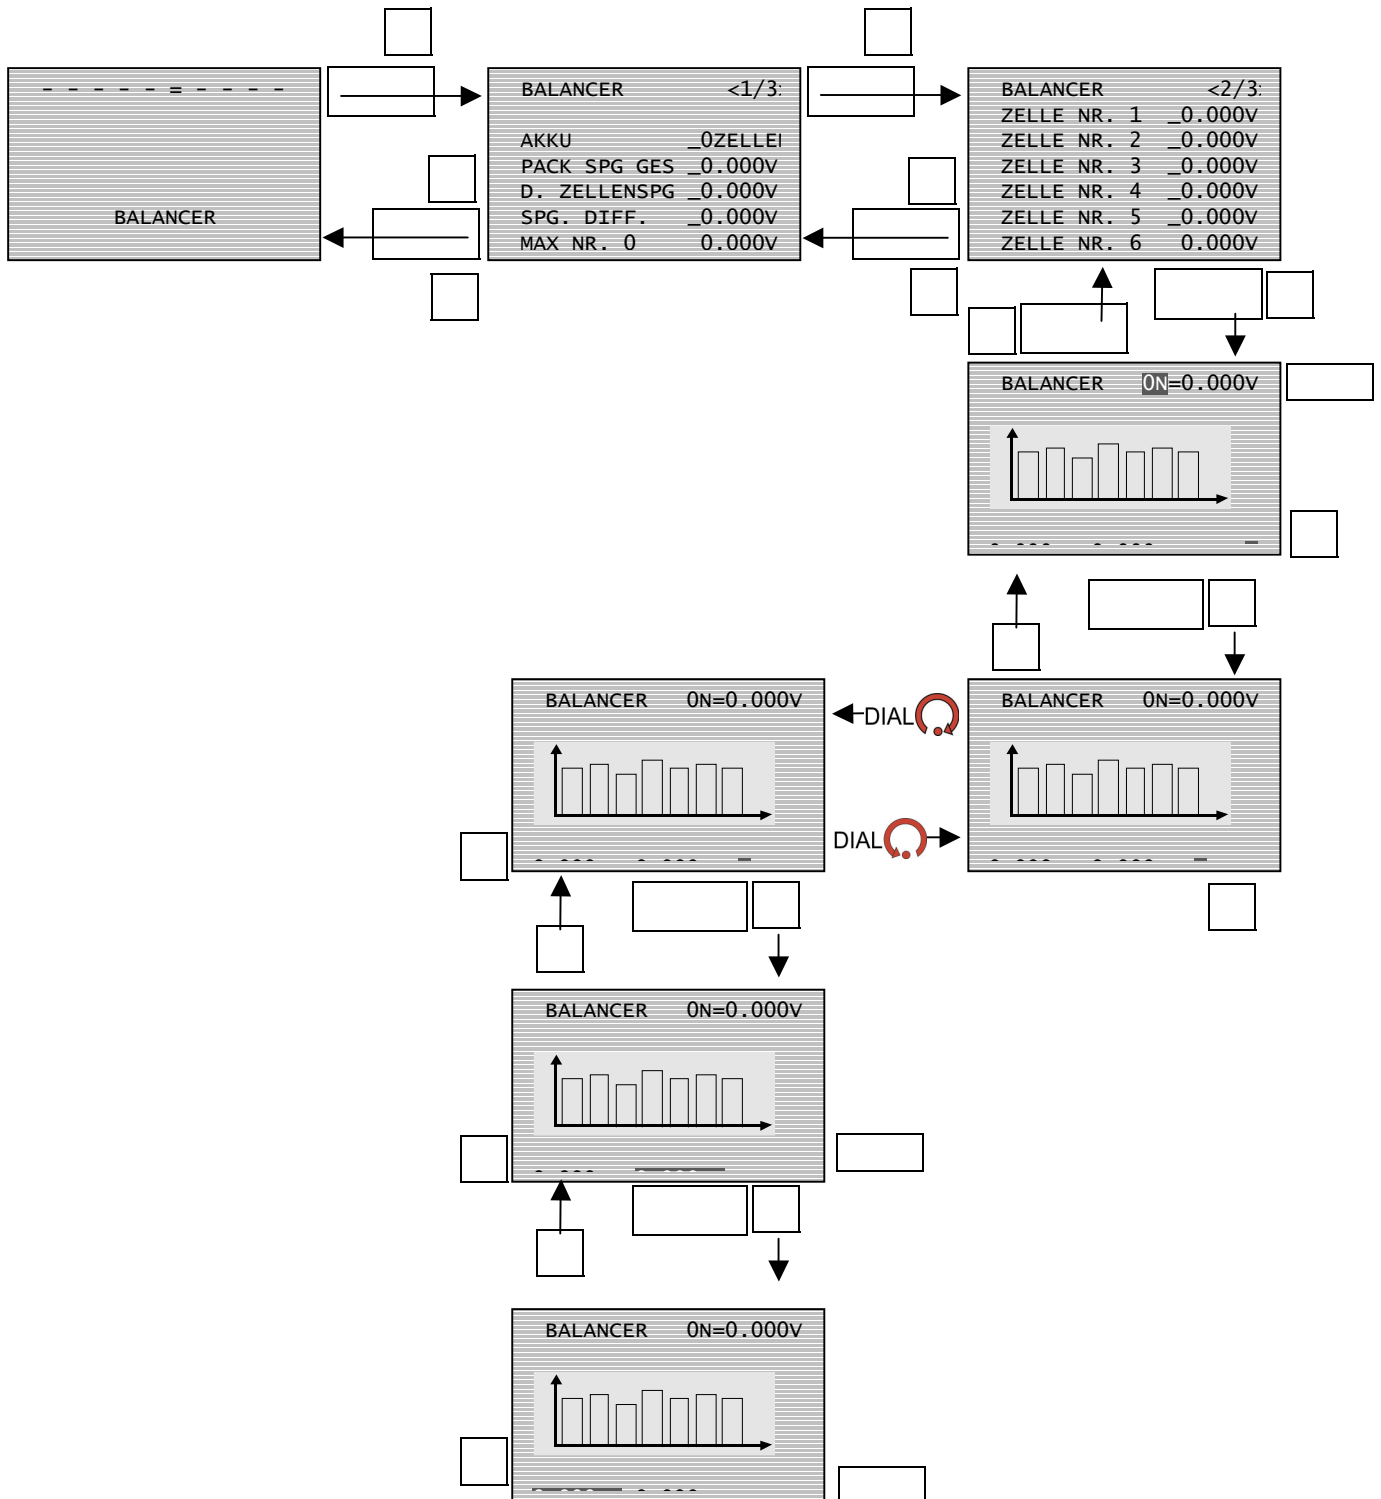 - - - - - = - - - -
BALANCER
BALANCER <1/3
AKKU _0ZELLE
PACK SPG GES _0.000V
D. ZELLENSPG _0.000V
SPG. DIFF. _0.000V
MAX NR. 0 0.000V
BALANCER <2/3
ZELLE NR. 1 _0.000V
ZELLE NR. 2 _0.000V
ZELLE NR. 3 _0.000V
ZELLE NR. 4 _0.000V
ZELLE NR. 5 _0.000V
ZELLE NR. 6 0.000V
BALANCER 0N=0.000V
BALANCER 0N=0.000V
DIAL
DIAL
BALANCER 0N=0.000V
BALANCER 0N=0.000V
BALANCER 0N=0.000V